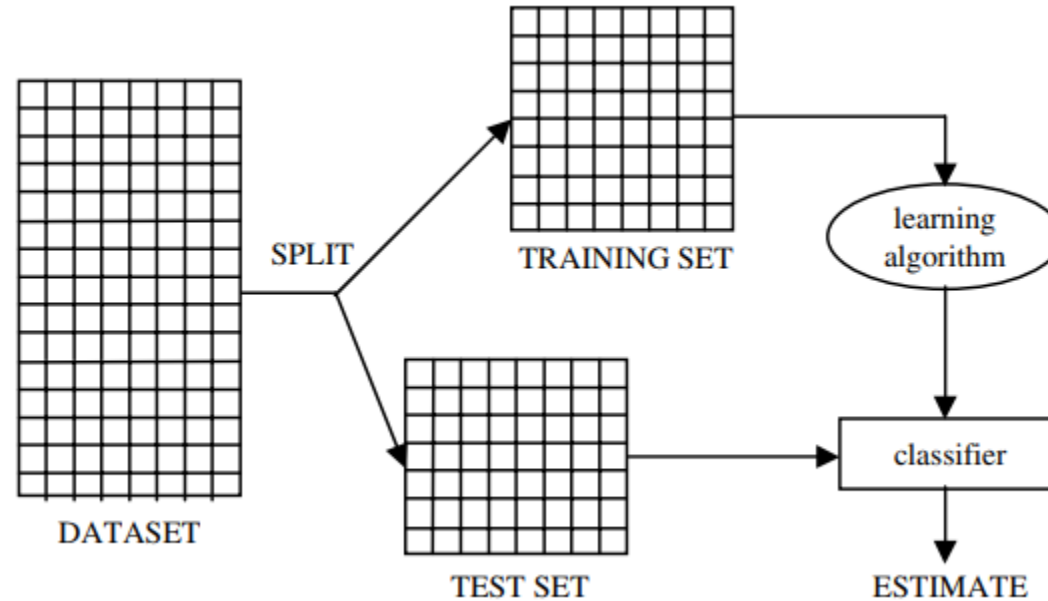 SPLIT
TRAINING SET
learning
algorithm
classifier
DATASET
TEST SET
ESTIMATE